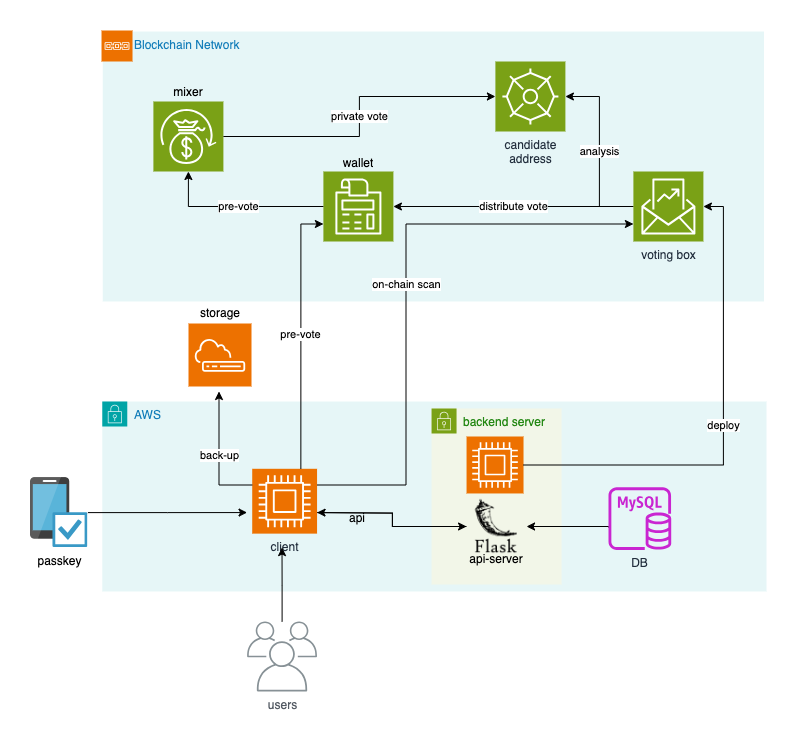 Blockchain Network
mixer
private vote
candidate
address
wallet
analysis
pre-vote
distribute vote
voting box
on-chain scan
storage
pre-vote
AWS
backend server
deploy
back-up
MySQL
api
passkey
client
Flask
api-server
DB
users